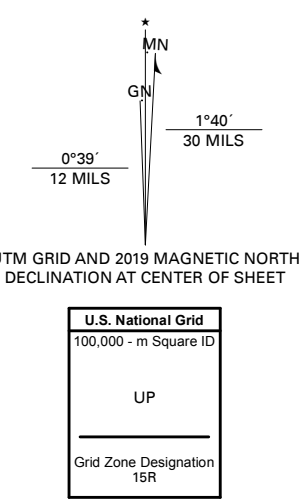 MN
GN
1°40´
30 MILS
0°39´
12 MILS
UTM GRID AND 2019 MAGNETIC NORTH
DECLINATION AT CENTER OF SHEET
U.S. National Grid
100,000 - m Square ID
UP
Grid Zone Designation
15R